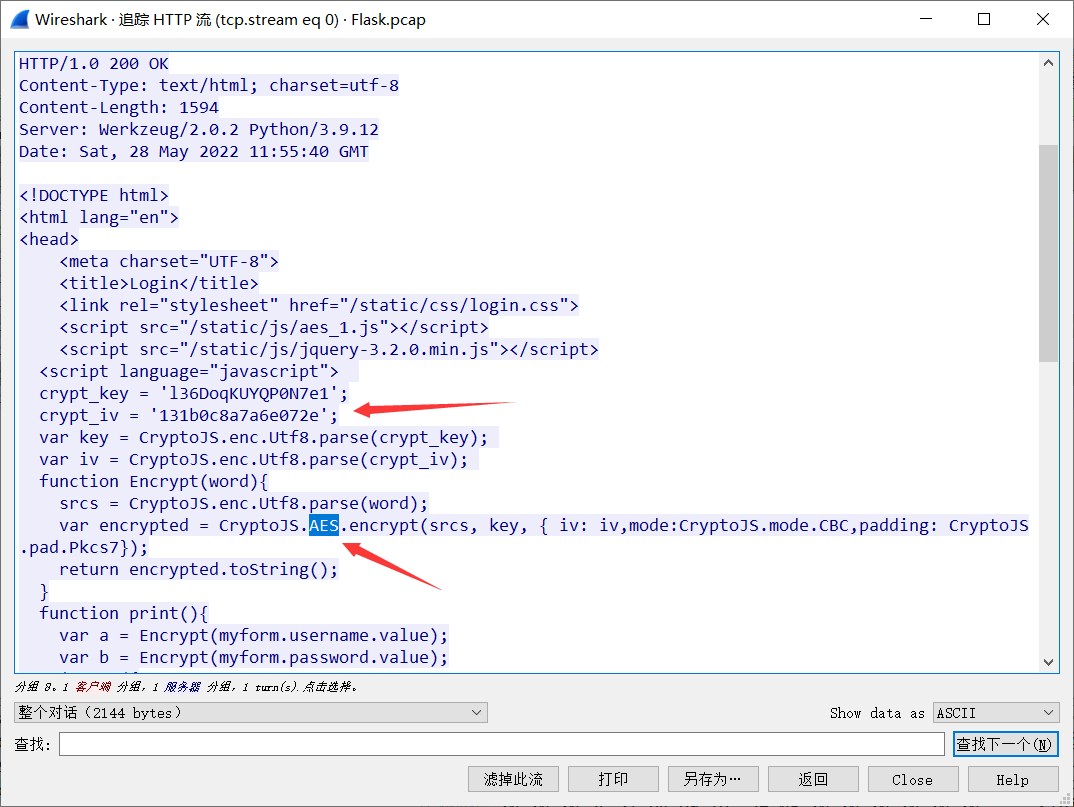 Wireshark · 追踪 HTTP 流 (tcp.stream eq 0) · Flask.pcap
HTTP/1.0 200 OK
Content-Type: text/html; charset=utf-8
Content-Length: 1594
Server: Werkzeug/2.0.2 Python/3.9.12
Date: Sat, 28 May 2022 11:55:40 GMT
<!DOCTYPE html>
<html lang="en">
<head>
    <meta charset="UTF-8">
    <title>Login</title>
    <link rel="stylesheet" href="/static/css/login.css">
    <script src="/static/js/aes_1.js"></script>
    <script src="/static/js/jquery-3.2.0.min.js"></script>
  <script language="javascript">
  crypt_key = 'l36DoqKUYQP0N7e1';
  crypt_iv = '131b0c8a7a6e072e';
  var key = CryptoJS.enc.Utf8.parse(crypt_key);
  var iv = CryptoJS.enc.Utf8.parse(crypt_iv);
  function Encrypt(word){
    srcs = CryptoJS.enc.Utf8.parse(word);
    var encrypted = CryptoJS.AES.encrypt(srcs, key, { iv: iv,mode:CryptoJS.mode.CBC,padding: CryptoJS
.pad.Pkcs7});
    return encrypted.toString();
  }
  function print(){
    var a = Encrypt(myform.username.value);
    var b = Encrypt(myform.password.value);
分组 8。1 客户端 分组，1 服务器 分组，1 turn(s).点击选择。
整个对话（2144 bytes）
Show data as ASCII
查找:
查找下一个(N)
滤掉此流 打印 另存为… 返回 Close Help